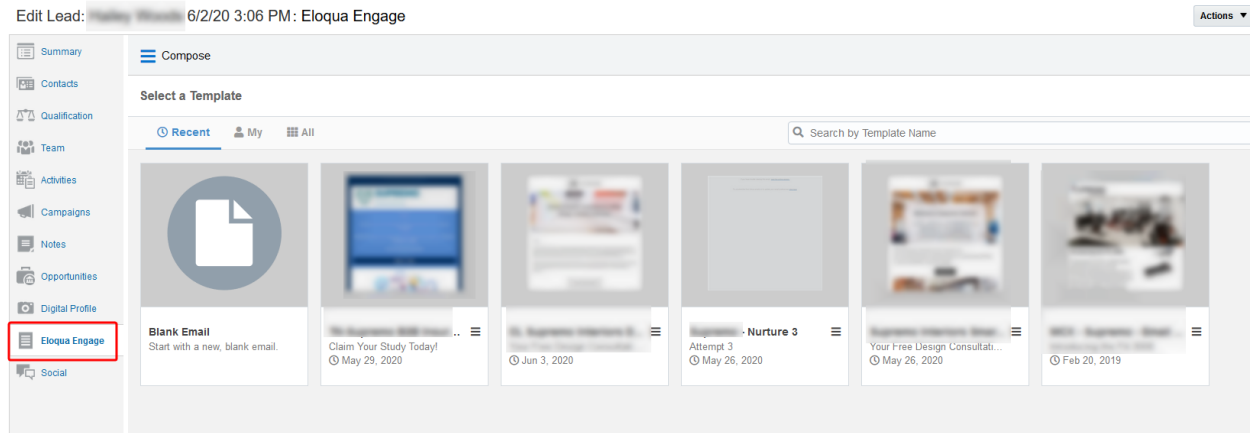 Edit Lead: 6/2/20 3:06 PM: Eloqua Engage
Actions
Summary
Contacts
Qualification
Team
Activities
Campaigns
Notes
Opportunities
Digital Profile
Eloqua Engage
Social
Compose
Select a Template
Recent My All
Search by Template Name
Blank Email
Start with a new, blank email.
Claim Your Study Today!
May 29, 2020
Jun 3, 2020
- Nurture 3
Attempt 3
May 26, 2020
Your Free Design Consultati...
May 26, 2020
Feb 20, 2019